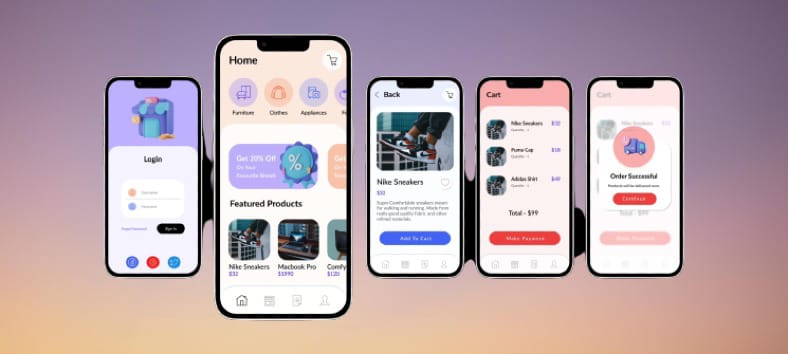 Login
Username
Password
Forgot Password?
Sign In
Home
Furniture
Clothes
Appliances
Get 20% Off
On Your
Favourite Brands
Featured Products
Nike Sneakers
$32
Macbook Pro
$1990
Comfy
$120
Back
Nike Sneakers
$32
Super Comfortable sneakers meant
for walking and running. Made from
really good quality fabric, and other
refined materials.
Add To Cart
Cart
Nike Sneakers $32
Quantity - 1
Puma Cap $18
Quantity - 1
Adidas Shirt $49
Quantity - 1
Total - $99
Make Payment
Cart
Nike Sneakers $32
Order Successful
Products will be delivered soon
Continue
Total - $99
Make Payment